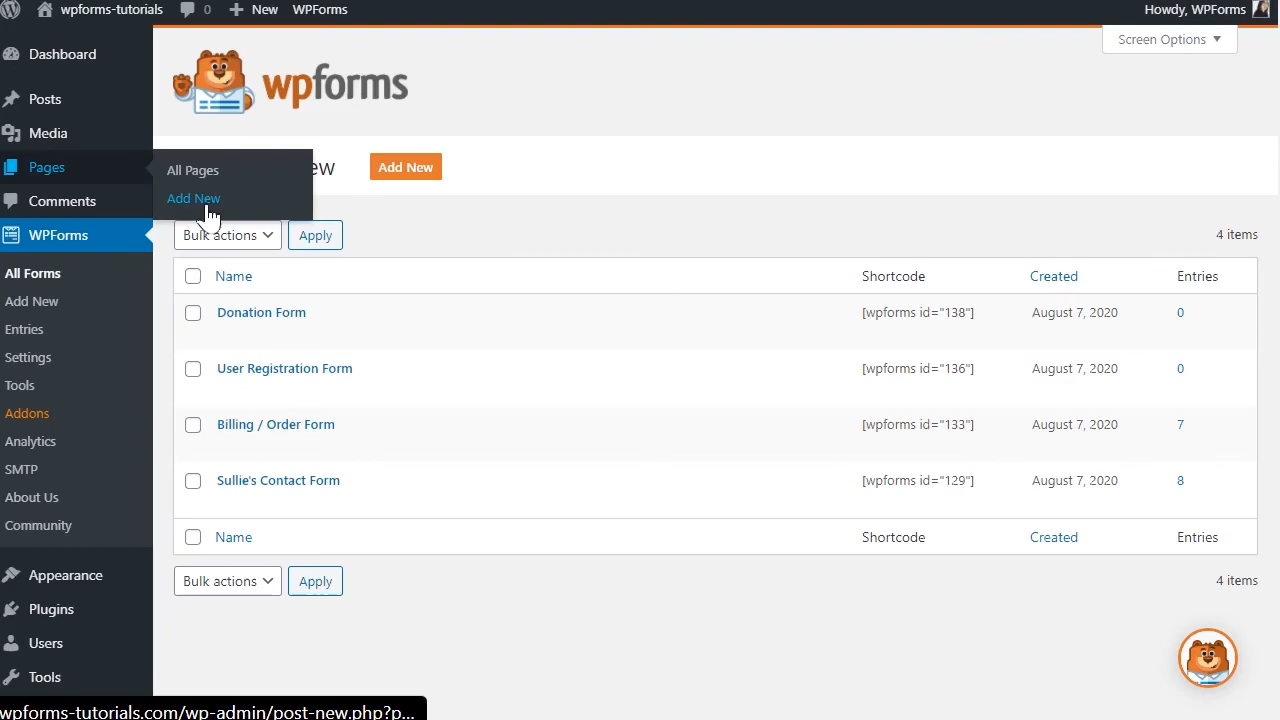 wpforms-tutorials 0 New WPForms Howdy, WPForms
Screen Options
Dashboard
Posts
Media
Pages
Comments
WPForms
All Forms
Add New
Entries
Settings
Tools
Addons
Analytics
SMTP
About Us
Community
Appearance
Plugins
Users
Tools
All Pages
Add New
wpforms
Add New
Bulk actions Apply 4 items
Name Shortcode Created Entries
Donation Form [wpforms id="138"] August 7, 2020 0
User Registration Form [wpforms id="136"] August 7, 2020 0
Billing / Order Form [wpforms id="133"] August 7, 2020 7
Sullie's Contact Form [wpforms id="129"] August 7, 2020 8
Name Shortcode Created Entries
Bulk actions Apply 4 items
wpforms-tutorials.com/wp-admin/post-new.php?p...